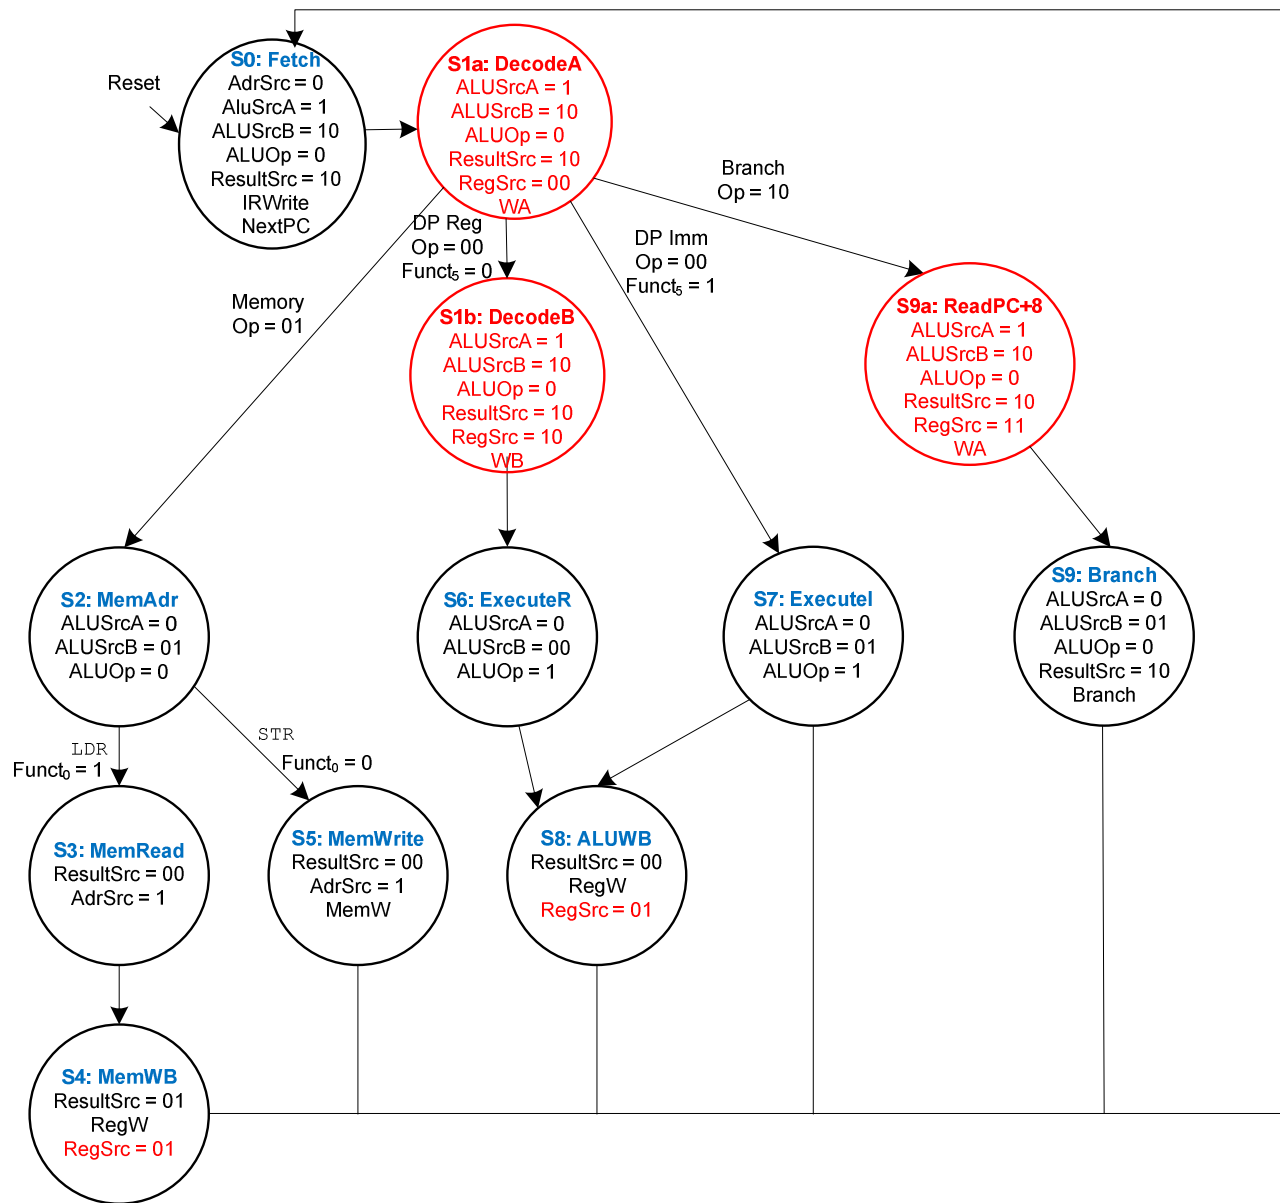 Reset
S0: Fetch
AdrSrc = 0
AluSrcA = 1
ALUSrcB = 10
ALUOp = 0
ResultSrc = 10
IRWrite
NextPC
S1a: DecodeA
ALUSrcA = 1
ALUSrcB = 10
ALUOp = 0
ResultSrc = 10
RegSrc = 00
WA
Memory
Op = 01
DP Reg
Op = 00
Funct₅ = 0
DP Imm
Op = 00
Funct₅ = 1
Branch
Op = 10
S1b: DecodeB
ALUSrcA = 1
ALUSrcB = 10
ALUOp = 0
ResultSrc = 10
RegSrc = 10
WB
S9a: ReadPC+8
ALUSrcA = 1
ALUSrcB = 10
ALUOp = 0
ResultSrc = 10
RegSrc = 11
WA
S2: MemAdr
ALUSrcA = 0
ALUSrcB = 01
ALUOp = 0
S6: ExecuteR
ALUSrcA = 0
ALUSrcB = 00
ALUOp = 1
S7: ExecuteI
ALUSrcA = 0
ALUSrcB = 01
ALUOp = 1
S9: Branch
ALUSrcA = 0
ALUSrcB = 01
ALUOp = 0
ResultSrc = 10
Branch
LDR
Funct₀ = 1
STR
Funct₀ = 0
S3: MemRead
ResultSrc = 00
AdrSrc = 1
S5: MemWrite
ResultSrc = 00
AdrSrc = 1
MemW
S8: ALUWB
ResultSrc = 00
RegW
RegSrc = 01
S4: MemWB
ResultSrc = 01
RegW
RegSrc = 01